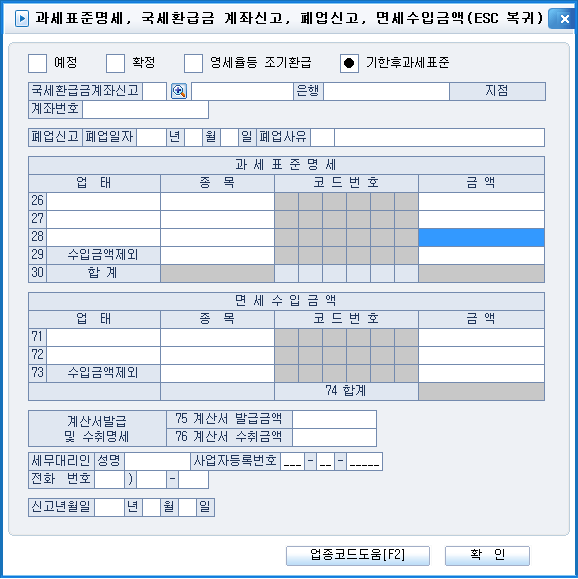 과세표준명세, 국세환급금 계좌신고, 폐업신고, 면세수입금액(ESC 복귀)
예정 확정 영세율등 조기환급 기한후과세표준
국세환급금계좌신고 은행 지점
계좌번호
폐업신고 폐업일자 년 월 일 폐업사유
과 세 표 준 명 세
업 태 종 목 코 드 번 호 금 액
26
27
28
29 수입금액제외
30 합 계
면 세 수 입 금 액
업 태 종 목 코 드 번 호 금 액
71
72
73 수입금액제외
74 합계
계산서발급 및 수취명세
75 계산서 발급금액
76 계산서 수취금액
세무대리인 성명 사업자등록번호 ___ - __ - _____
전화 번호 ) -
신고년월일 년 월 일
업종코드도움[F2] 확 인